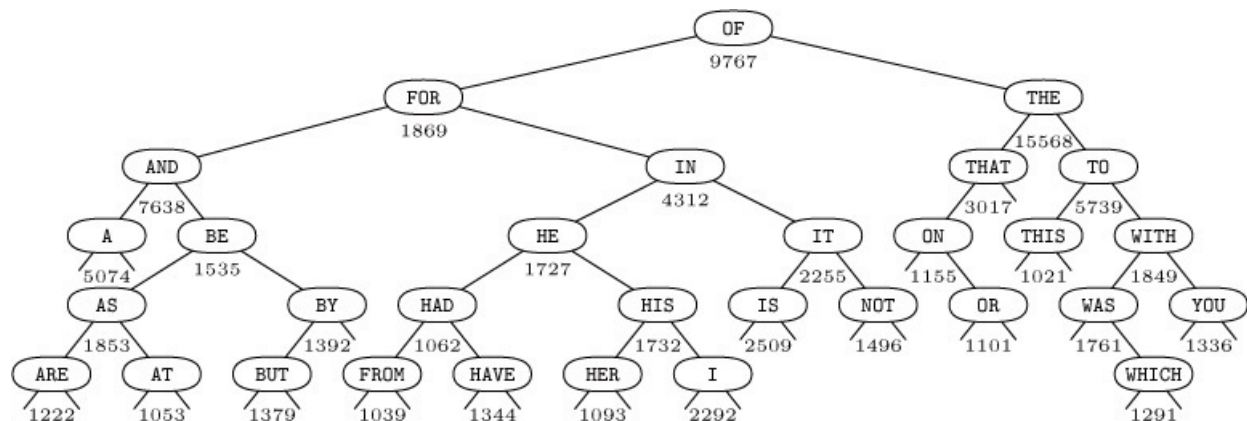 OF
9767
FOR THE
1869 15568
AND IN THAT TO
7638 4312 3017 5739
A BE HE IT ON THIS WITH
5074 1535 1727 2255 1155 1021 1849
AS BY HAD HIS IS NOT OR WAS YOU
1853 1392 1062 1732 2509 1496 1101 1761 1336
ARE AT BUT FROM HAVE HER I WHICH
1222 1053 1379 1039 1344 1093 2292 1291